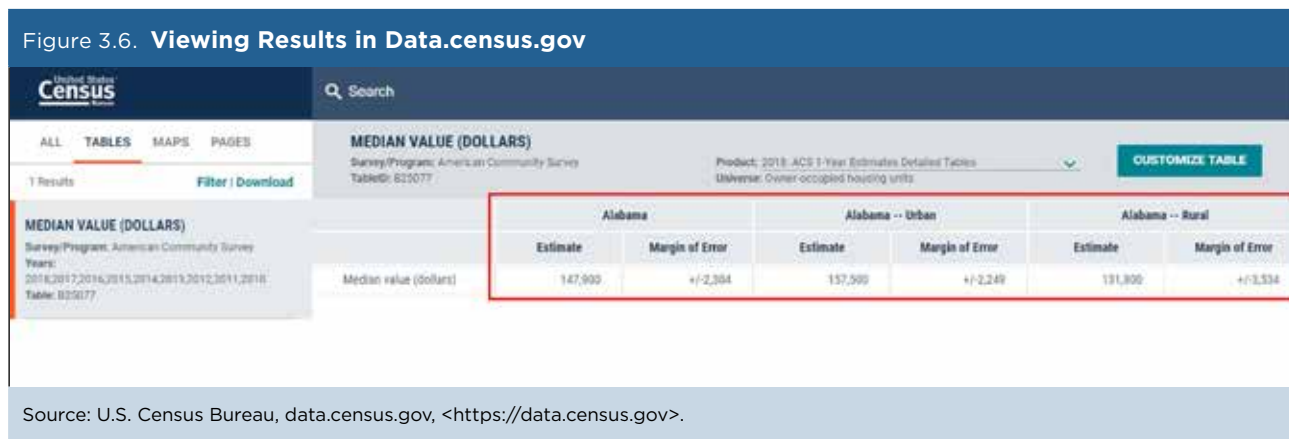 Figure 3.6. Viewing Results in Data.census.gov
United States
Census
Bureau
Search
ALL TABLES MAPS PAGES
1 Results Filter | Download
MEDIAN VALUE (DOLLARS)
Survey/Program: American Community Survey
Years:
2018,2017,2016,2015,2014,2013,2012,2011,2010
Table: B25077
MEDIAN VALUE (DOLLARS)
Survey/Program: American Community Survey
TableID: B25077
Product: 2018: ACS 1-Year Estimates Detailed Tables
Universe: Owner-occupied housing units
CUSTOMIZE TABLE
Alabama Alabama -- Urban Alabama -- Rural
Estimate Margin of Error Estimate Margin of Error Estimate Margin of Error
Median value (dollars) 147,900 +/-2,304 157,500 +/-2,249 131,800 +/-3,534
Source: U.S. Census Bureau, data.census.gov, <https://data.census.gov>.